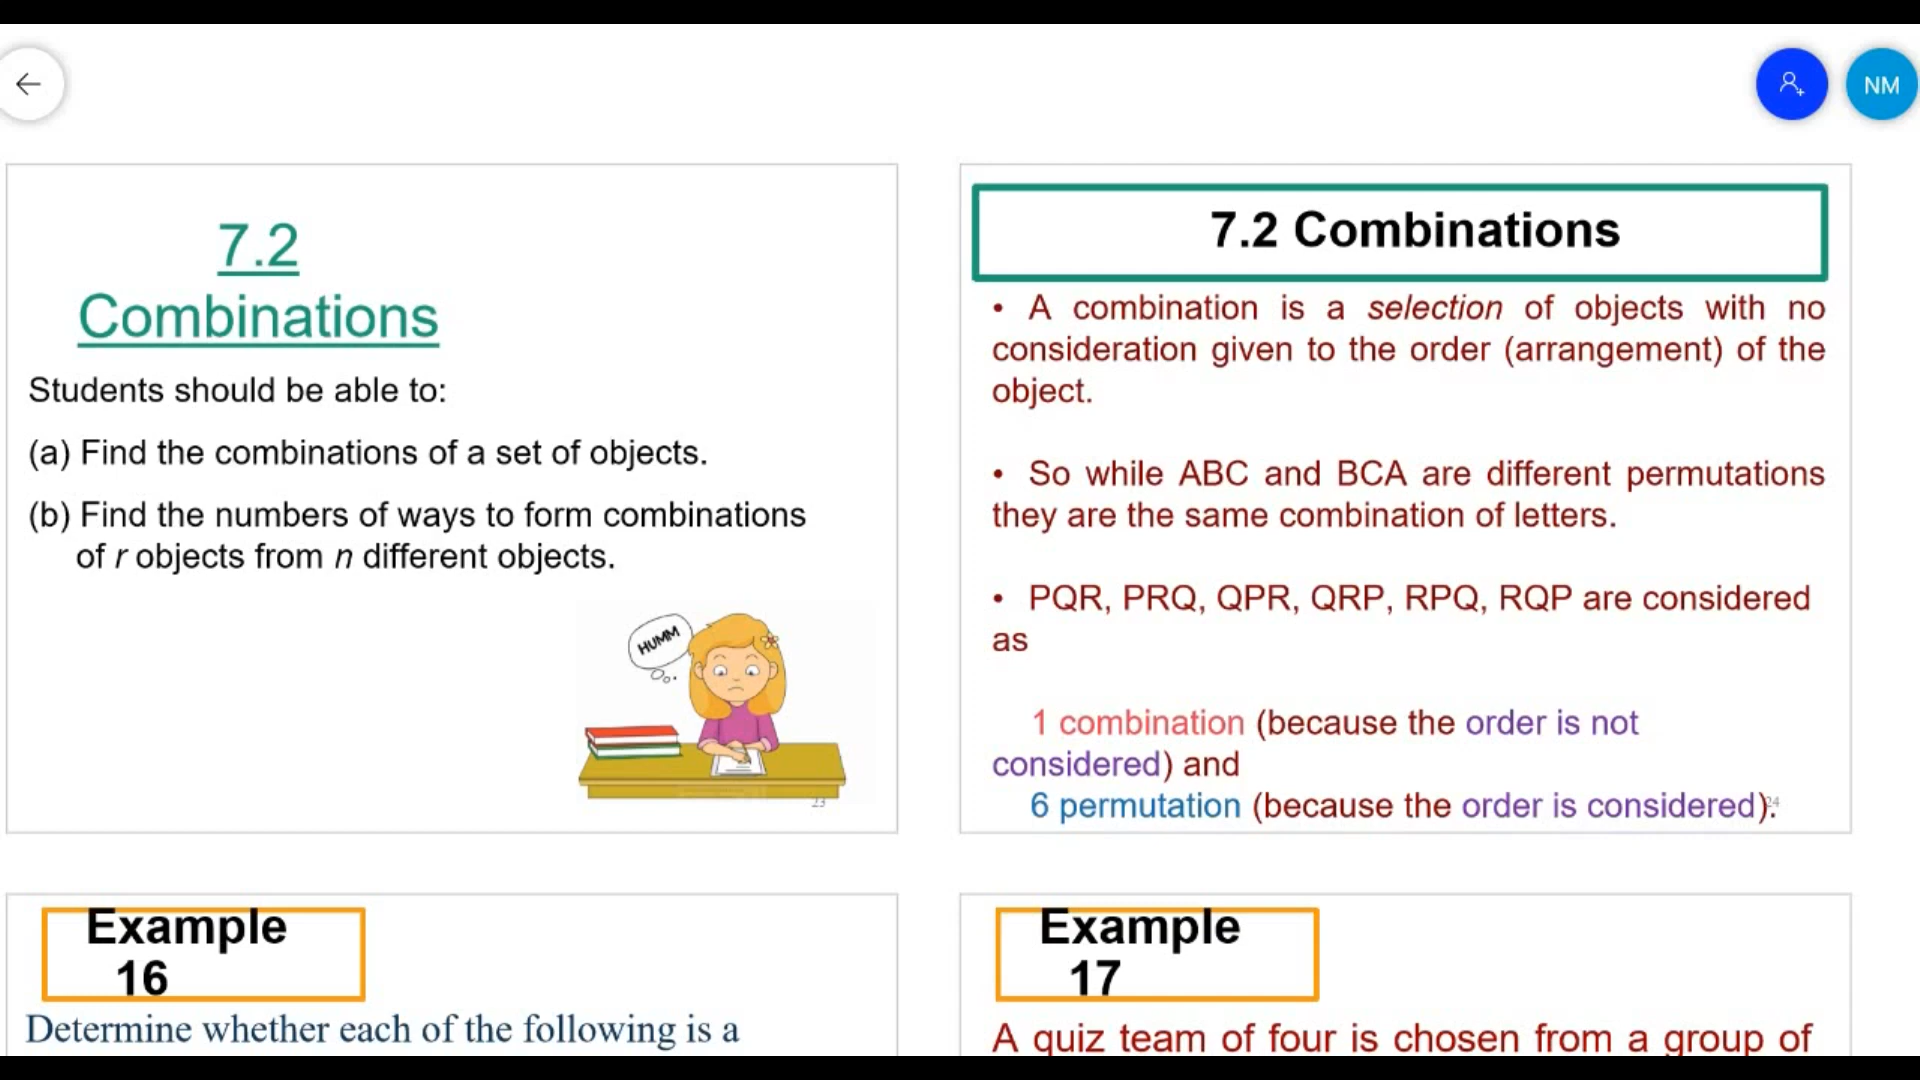 NM
7.2
Combinations
Students should be able to:
(a) Find the combinations of a set of objects.
(b) Find the numbers of ways to form combinations
of r objects from n different objects.
HUMM
23
7.2 Combinations
• A combination is a selection of objects with no
consideration given to the order (arrangement) of the
object.
• So while ABC and BCA are different permutations
they are the same combination of letters.
• PQR, PRQ, QPR, QRP, RPQ, RQP are considered
as
1 combination (because the order is not
considered) and
6 permutation (because the order is considered).
24
Example
16
Determine whether each of the following is a
Example
17
A quiz team of four is chosen from a group of